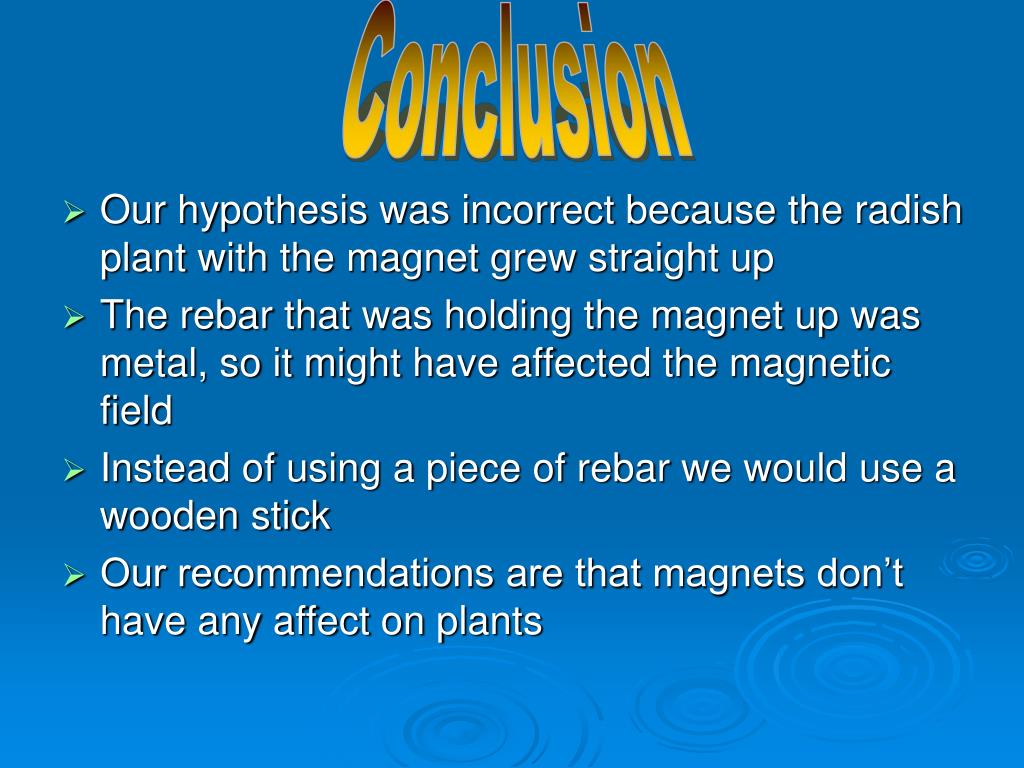 Conclusion
Our hypothesis was incorrect because the radish
plant with the magnet grew straight up
The rebar that was holding the magnet up was
metal, so it might have affected the magnetic
field
Instead of using a piece of rebar we would use a
wooden stick
Our recommendations are that magnets don’t
have any affect on plants